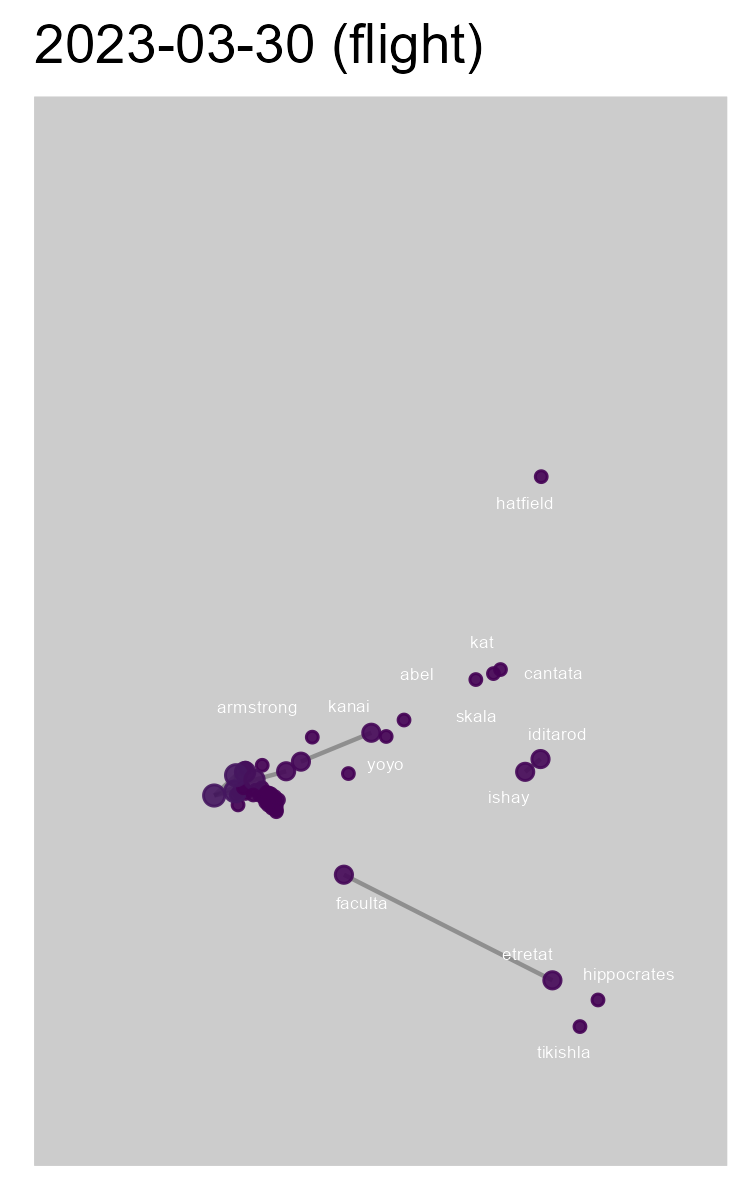 2023-03-30 (flight)
hatfield
kat
abel
cantata
armstrong
kanai
skala
iditarod
yoyo
ishay
faculta
etretat
hippocrates
tikishla